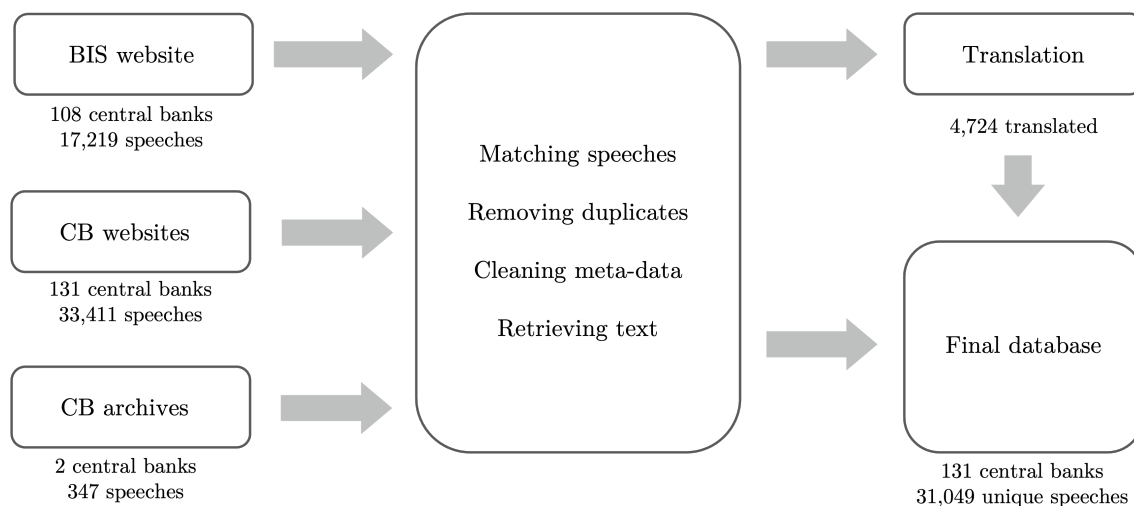 BIS website
108 central banks
17,219 speeches
CB websites
131 central banks
33,411 speeches
CB archives
2 central banks
347 speeches
Matching speeches
Removing duplicates
Cleaning meta-data
Retrieving text
Translation
4,724 translated
Final database
131 central banks
31,049 unique speeches